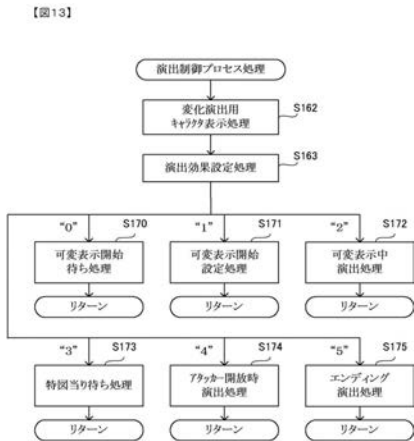 【図13】
演出制御プロセス処理
S162
変化演出用
キャラクタ表示処理
S163
演出効果設定処理
"0"
S170
"1"
S171
"2"
S172
可変表示開始
待ち処理
可変表示開始
設定処理
可変表示中
演出処理
リターン
リターン
リターン
"3"
S173
"4"
S174
"5"
S175
特図当り待ち処理
アタッカー開放時
演出処理
エンディング
演出処理
リターン
リターン
リターン